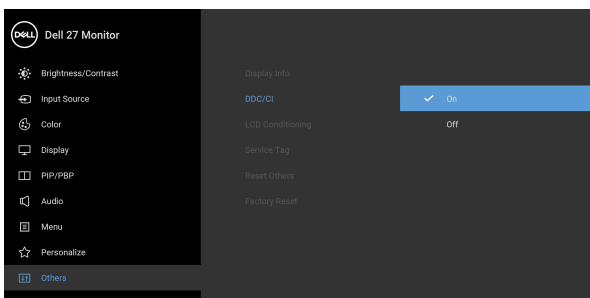 DELL Dell 27 Monitor
Brightness/Contrast
Display Info
Input Source
DDC/CI
On
Color
LCD Conditioning
Off
Display
Service Tag
PIP/PBP
Reset Others
Audio
Factory Reset
Menu
Personalize
Others